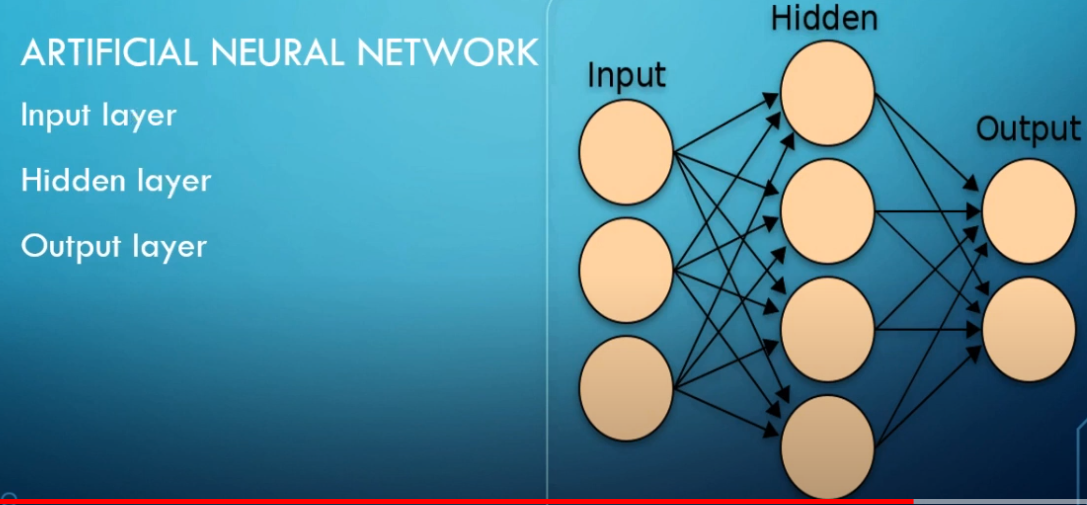 ARTIFICIAL NEURAL NETWORK
Input layer
Hidden layer
Output layer
Input
Hidden
Output